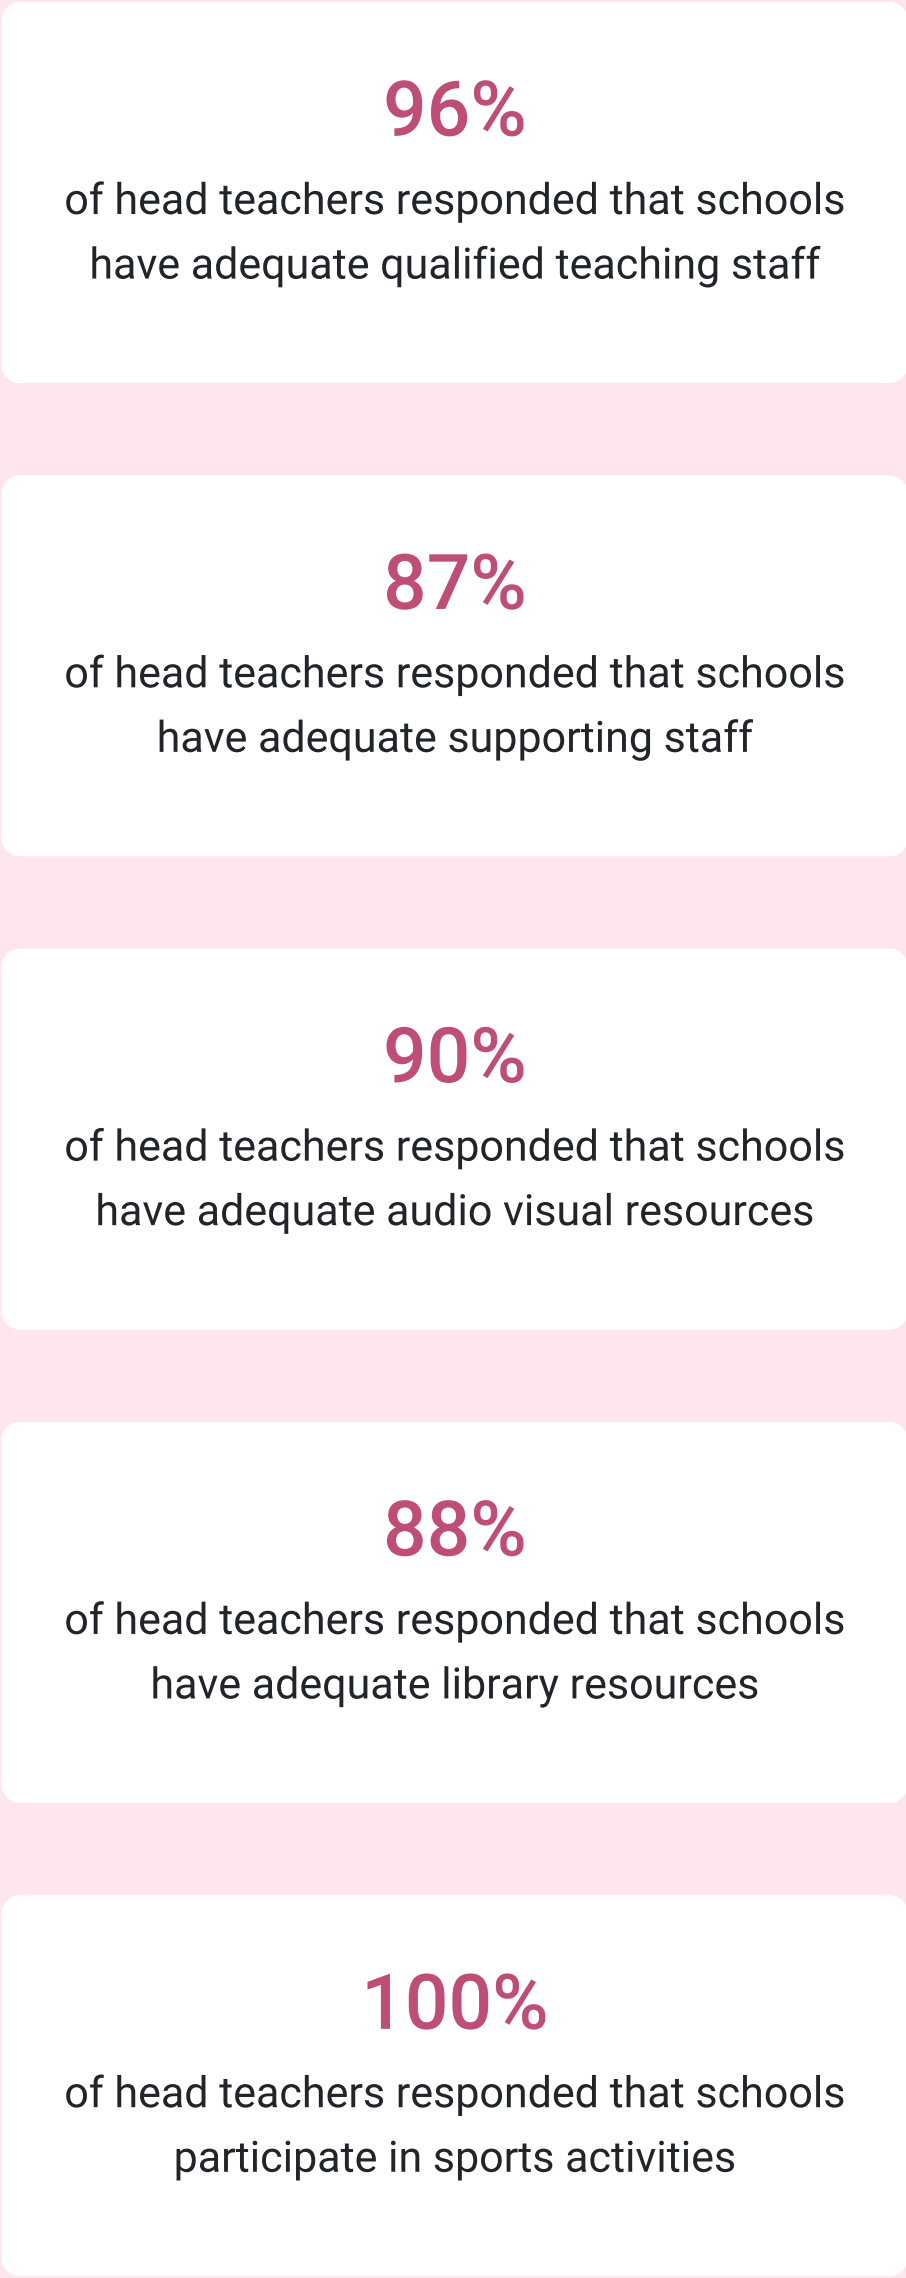 96%
of head teachers responded that schools
have adequate qualified teaching staff
87%
of head teachers responded that schools
have adequate supporting staff
90%
of head teachers responded that schools
have adequate audio visual resources
88%
of head teachers responded that schools
have adequate library resources
100%
of head teachers responded that schools
participate in sports activities